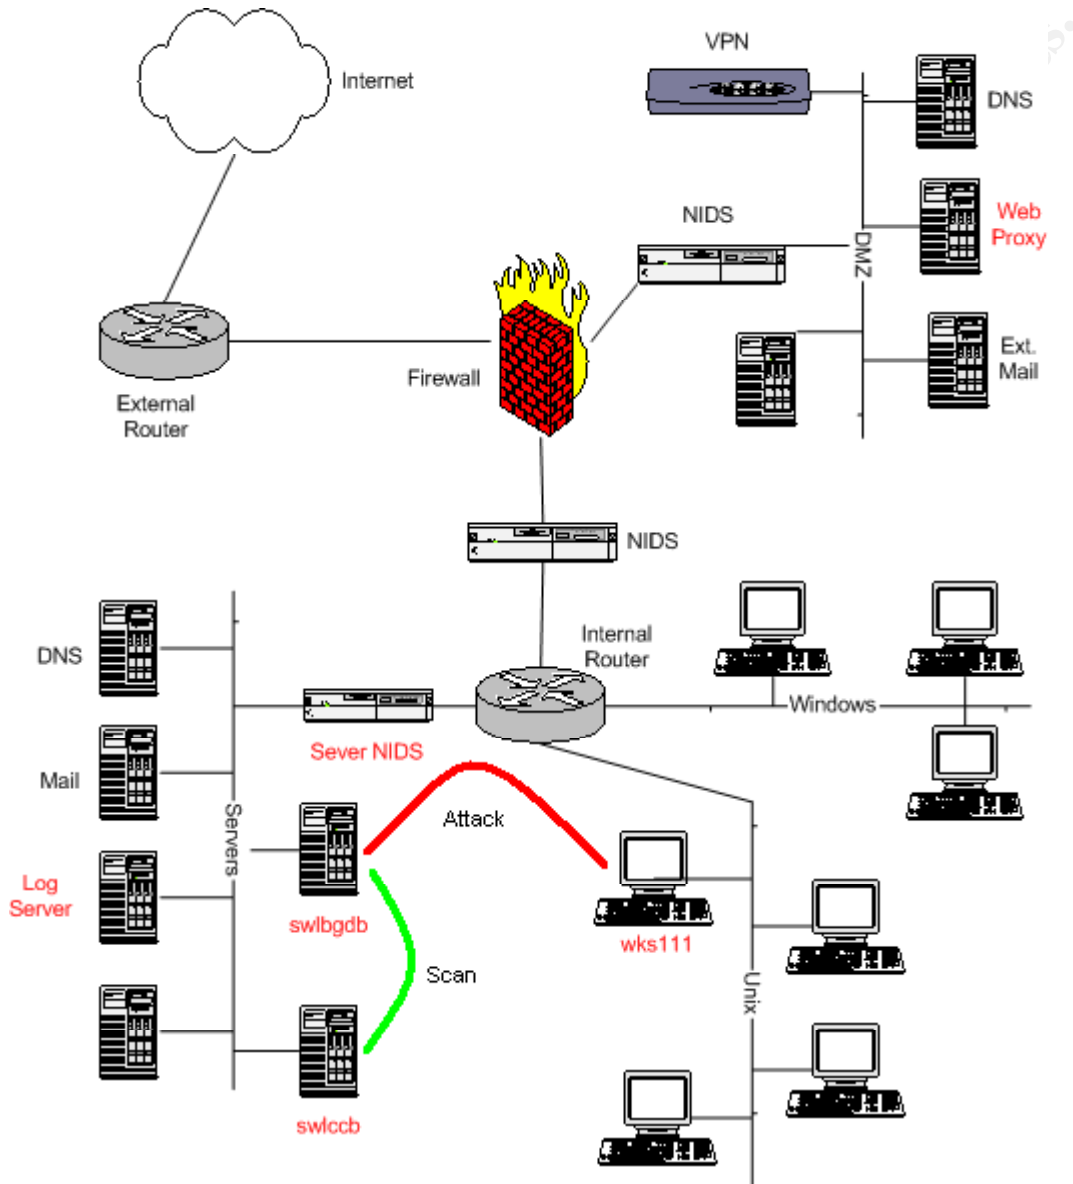 VPN
Internet
DNS
NIDS
Web
Proxy
DMZ
Firewall
Ext.
Mail
External
Router
NIDS
Internal
Router
DNS
Windows
Sever NIDS
Mail
Servers
Attack
Log
Server
swlbgdb
wks111
Scan
Unix
swlccb